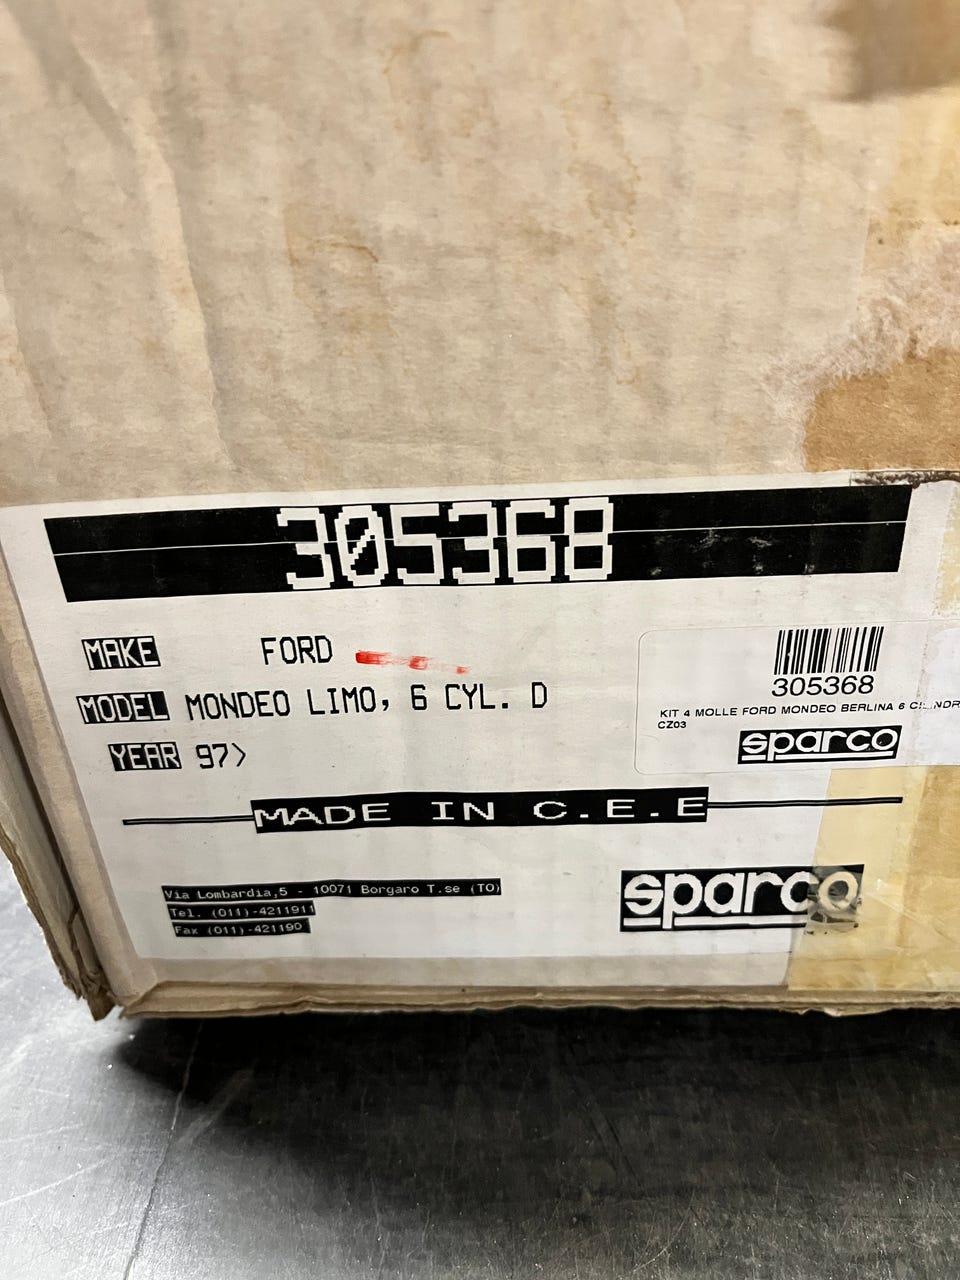 305368
MAKE FORD
MODEL MONDEO LIMO, 6 CYL. D
YEAR 97>
MADE IN C.E.E
Via Lombardia,5 - 10071 Borgaro T.se (TO)
Tel. (011)-4211911
Fax (011)-421190
sparco
305368
KIT 4 MOLLE FORD MONDEO BERLINA 6
CZ03
sparco